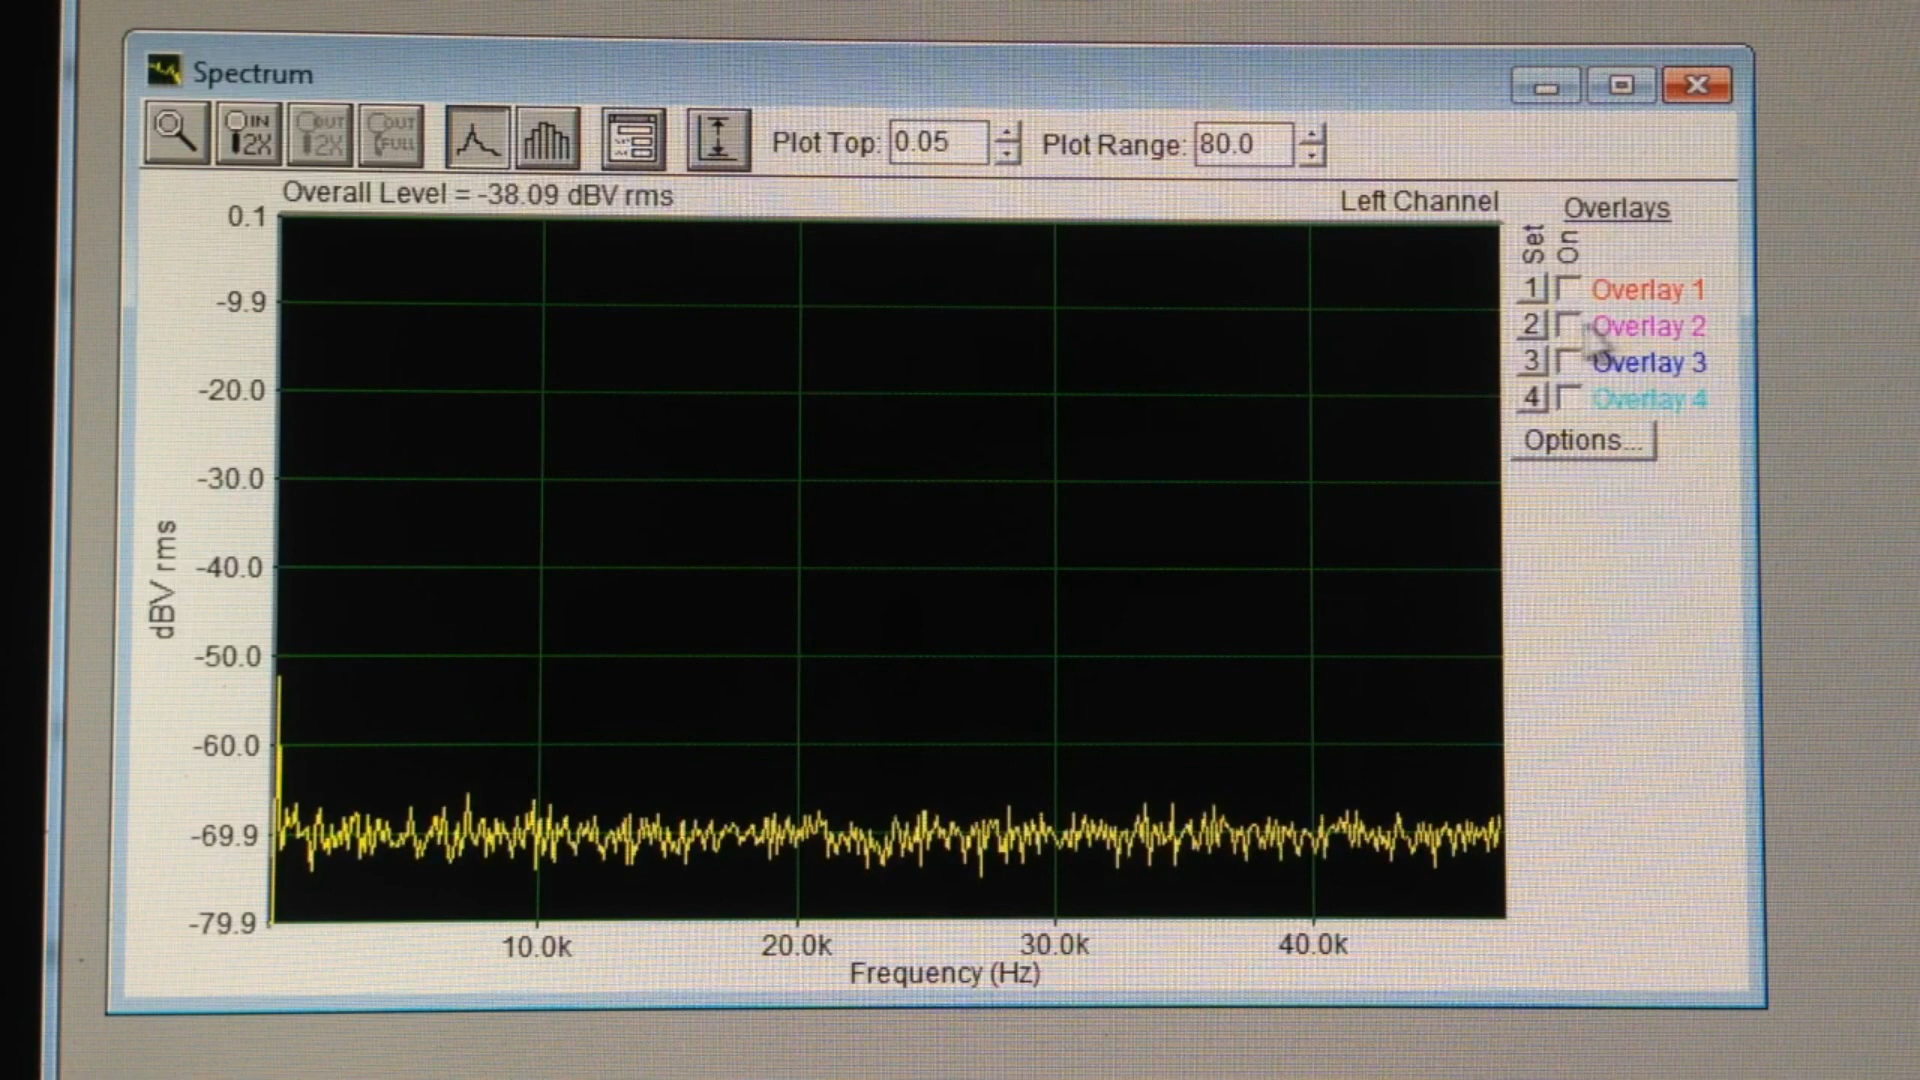 Spectrum
IN 2X
OUT 2X
OUT FULL
Plot Top: 0.05
Plot Range: 80.0
Overall Level = -38.09 dBV rms
Left Channel
Overlays
Set
On
1 Overlay 1
2 Overlay 2
3 Overlay 3
4 Overlay 4
Options...
0.1
-9.9
-20.0
-30.0
-40.0
-50.0
-60.0
-69.9
-79.9
dBV rms
10.0k 20.0k 30.0k 40.0k
Frequency (Hz)